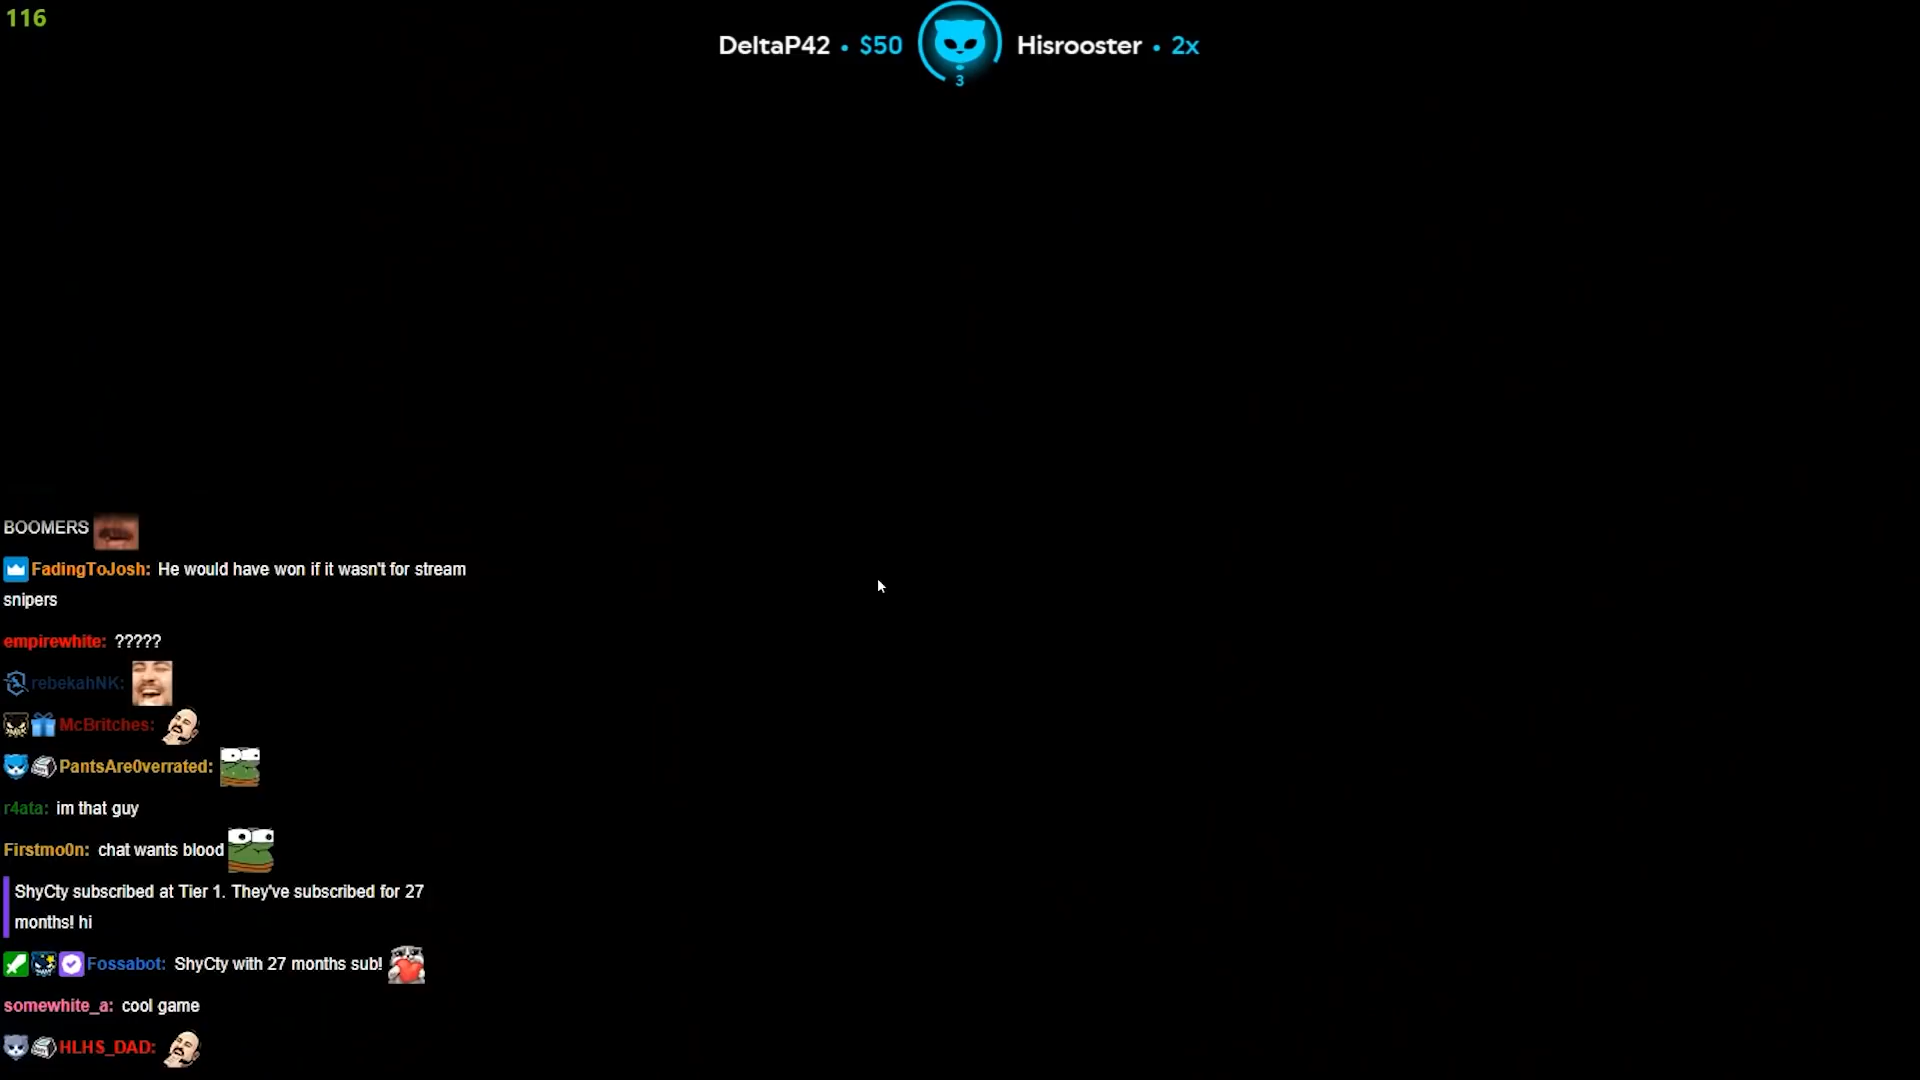 116
DeltaP42 • $50 3 Hisrooster • 2x
BOOMERS
FadingToJosh: He would have won if it wasn't for stream
snipers
empirewhite: ?????
rebekahNK:
McBritches:
PantsAre0verrated:
r4ata: im that guy
Firstmo0n: chat wants blood
ShyCty subscribed at Tier 1. They've subscribed for 27
months! hi
Fossabot: ShyCty with 27 months sub!
somewhite_a: cool game
HLHS_DAD: